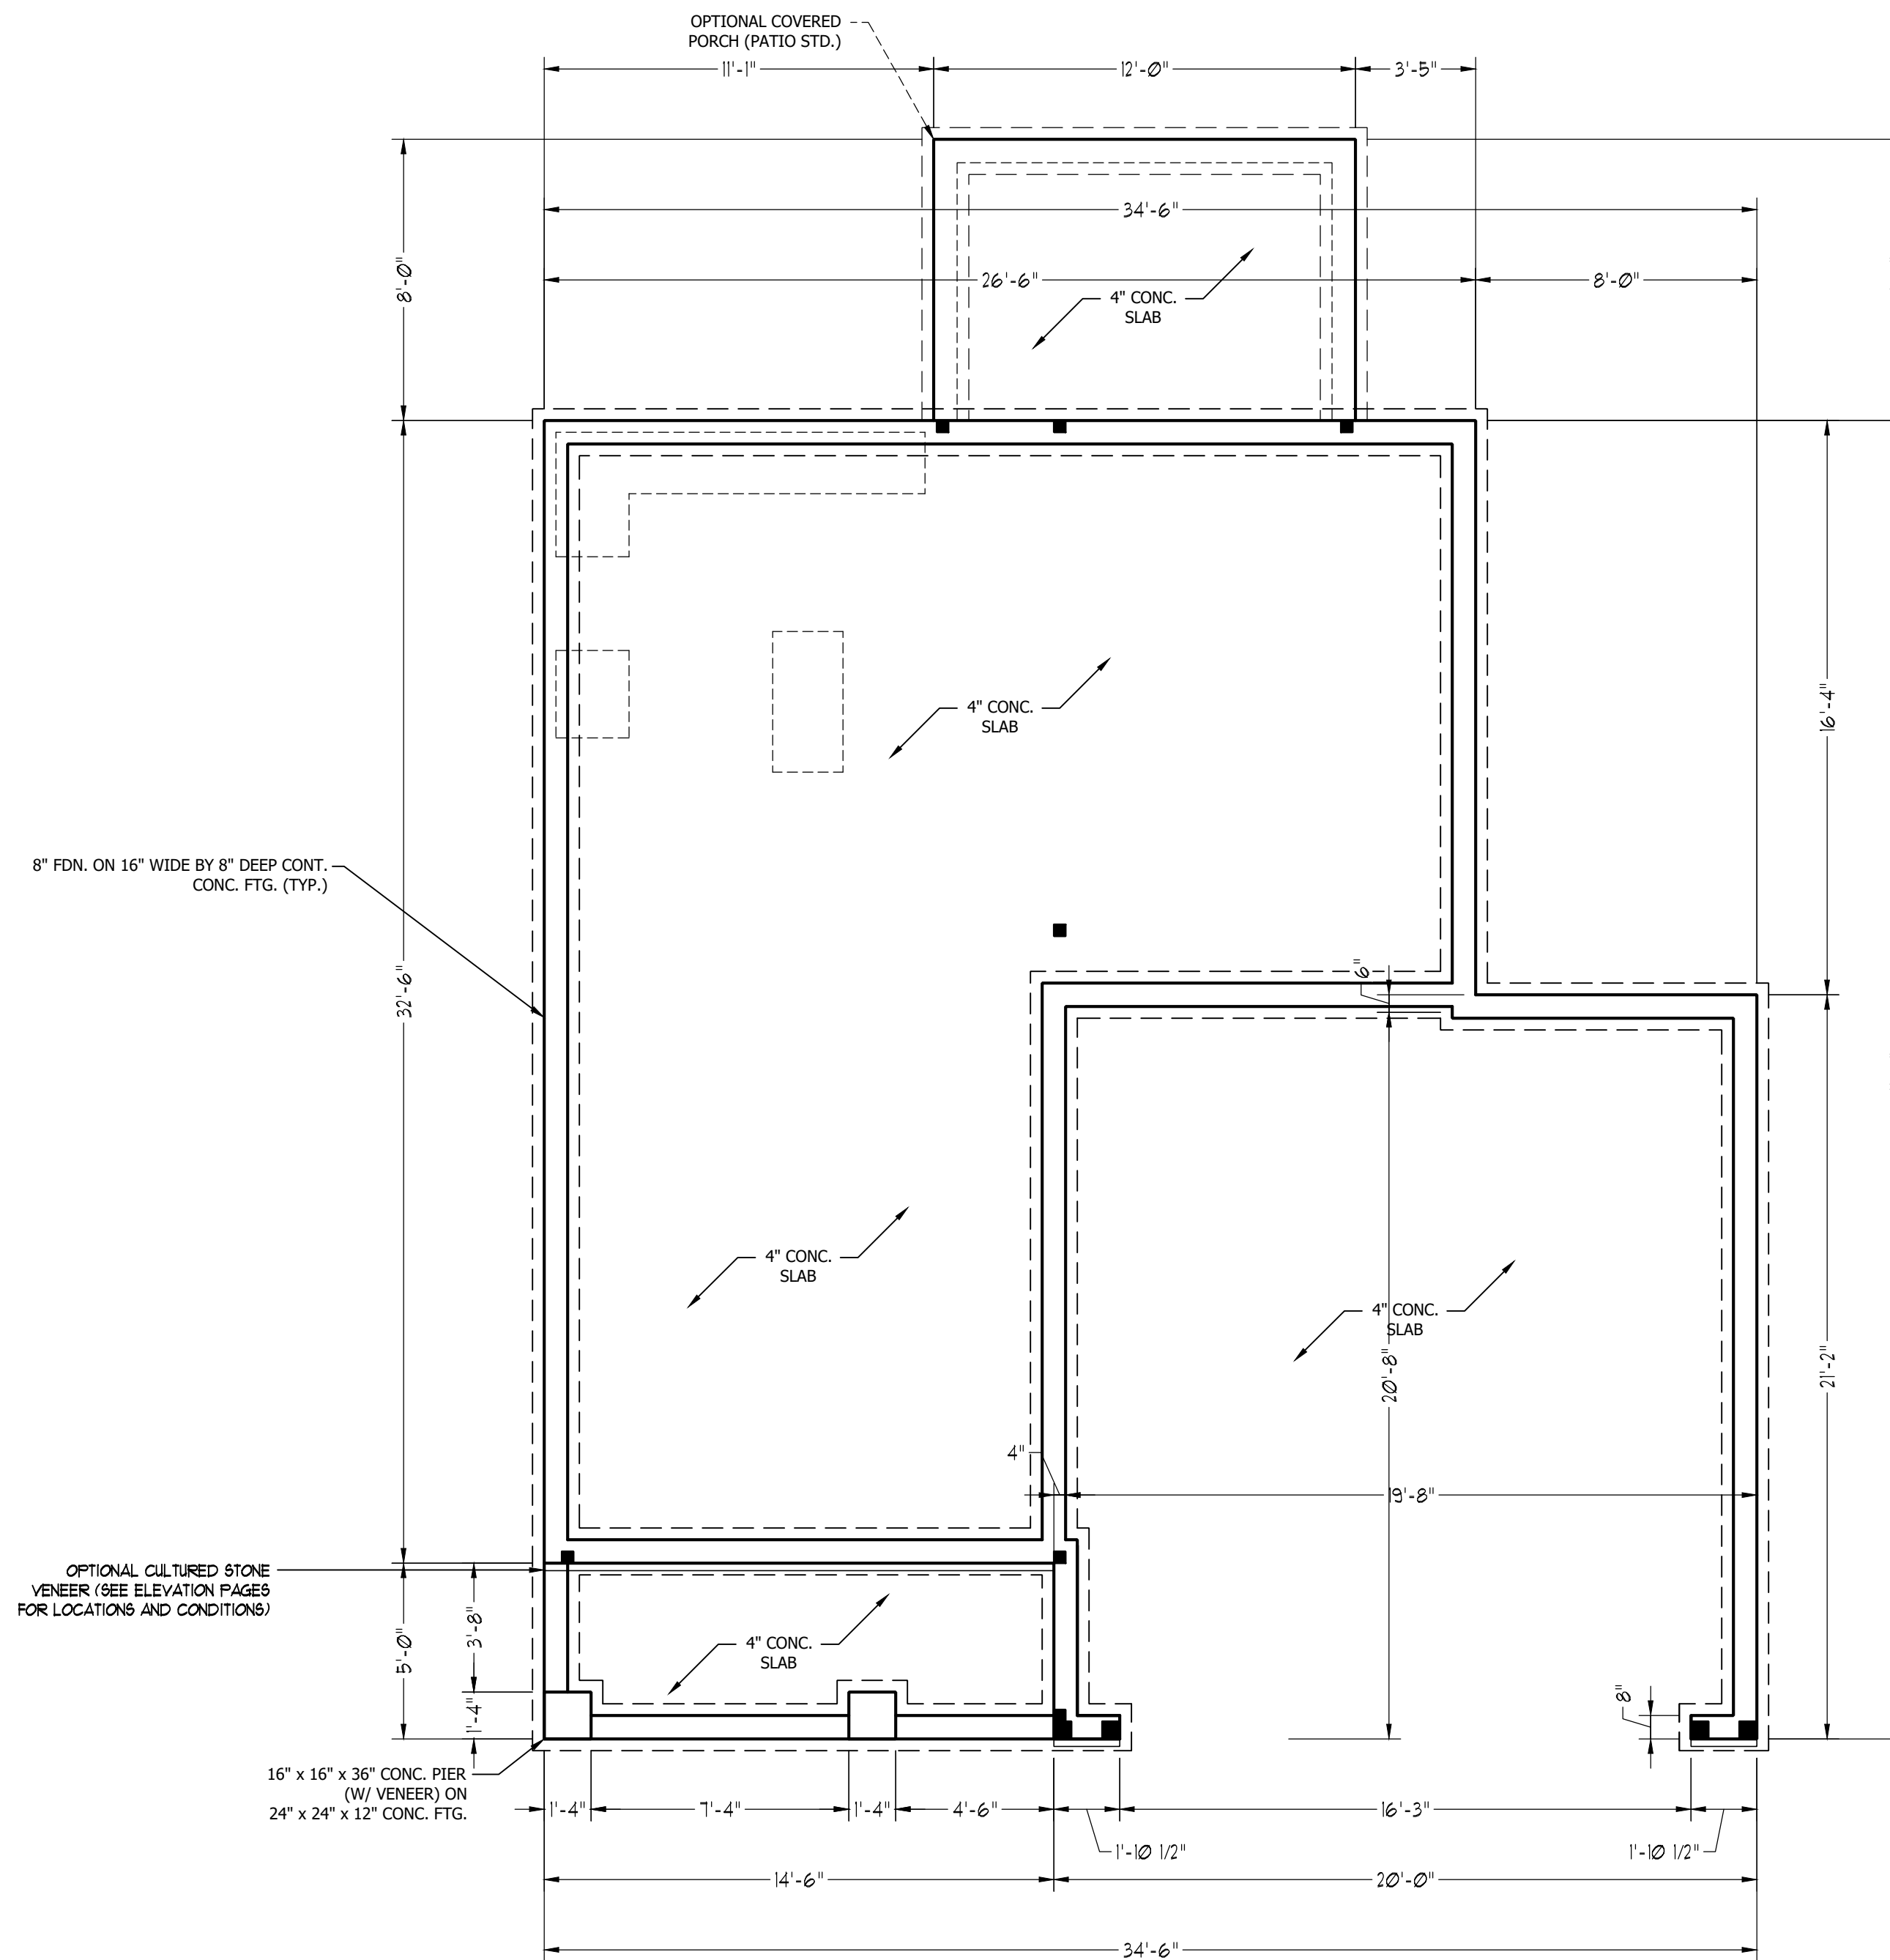 OPTIONAL COVERED
PORCH (PATIO STD.)
11'-1"
12'-0"
3'-5"
34'-6"
26'-6"
8'-0"
8'-0"
4" CONC.
SLAB
16'-4"
4" CONC.
SLAB
8" FDN. ON 16" WIDE BY 8" DEEP CONT.
CONC. FTG. (TYP.)
32'-6"
6"
4" CONC.
SLAB
4" CONC.
SLAB
20'-8"
21'-2"
4"
19'-8"
OPTIONAL CULTURED STONE
VENEER (SEE ELEVATION PAGES
FOR LOCATIONS AND CONDITIONS)
5'-0"
3'-8"
1'-4"
4" CONC.
SLAB
8"
16" x 16" x 36" CONC. PIER
(W/ VENEER) ON
24" x 24" x 12" CONC. FTG.
1'-4"
7'-4"
1'-4"
4'-6"
16'-3"
1'-10 1/2"
1'-10 1/2"
14'-6"
20'-0"
34'-6"